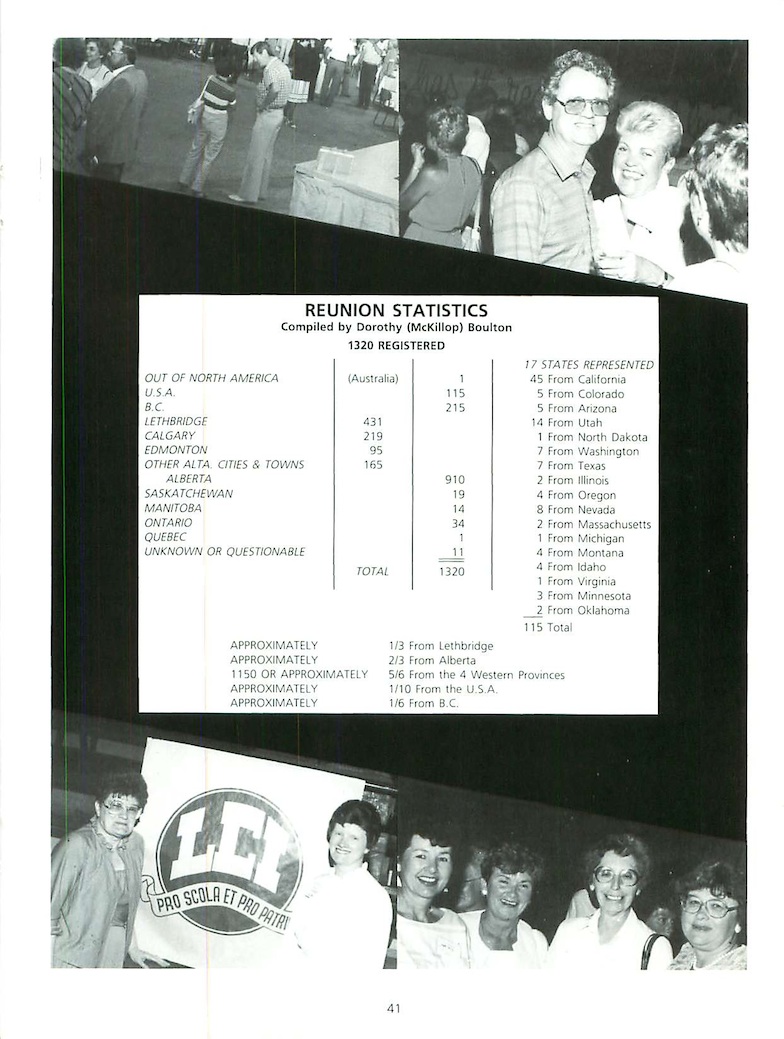 REUNION STATISTICS
Compiled by Dorothy (McKillop) Boulton
1320 REGISTERED
OUT OF NORTH AMERICA (Australia) 1
U.S.A. 115
B.C. 215
LETHBRIDGE 431
CALGARY 219
EDMONTON 95
OTHER ALTA. CITIES & TOWNS 165
ALBERTA 910
SASKATCHEWAN 19
MANITOBA 14
ONTARIO 34
QUEBEC 1
UNKNOWN OR QUESTIONABLE 11
TOTAL 1320
17 STATES REPRESENTED
45 From California
5 From Colorado
5 From Arizona
14 From Utah
1 From North Dakota
7 From Washington
7 From Texas
2 From Illinois
4 From Oregon
8 From Nevada
2 From Massachusetts
1 From Michigan
4 From Montana
4 From Idaho
1 From Virginia
3 From Minnesota
2 From Oklahoma
115 Total
APPROXIMATELY 1/3 From Lethbridge
APPROXIMATELY 2/3 From Alberta
1150 OR APPROXIMATELY 5/6 From the 4 Western Provinces
APPROXIMATELY 1/10 From the U.S.A.
APPROXIMATELY 1/6 From B.C.
LCI
PRO SCOLA ET PRO PATRI
41